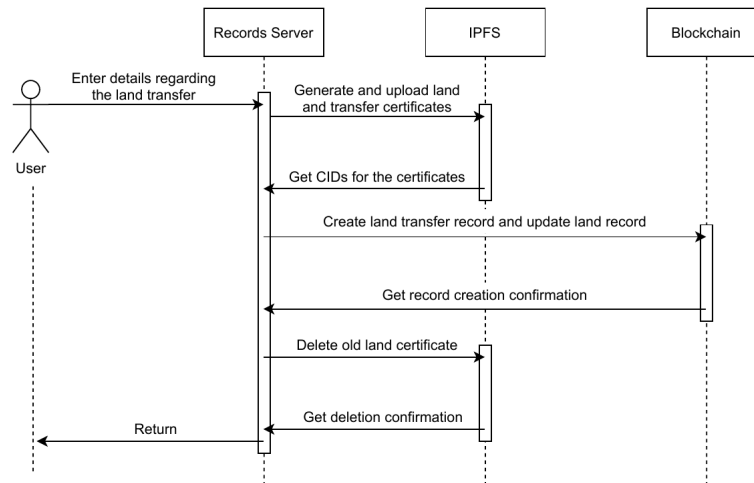 Records Server
IPFS
Blockchain
Enter details regarding
the land transfer
Generate and upload land
and transfer certificates
User
Get CIDs for the certificates
Create land transfer record and update land record
Get record creation confirmation
Delete old land certificate
Get deletion confirmation
Return